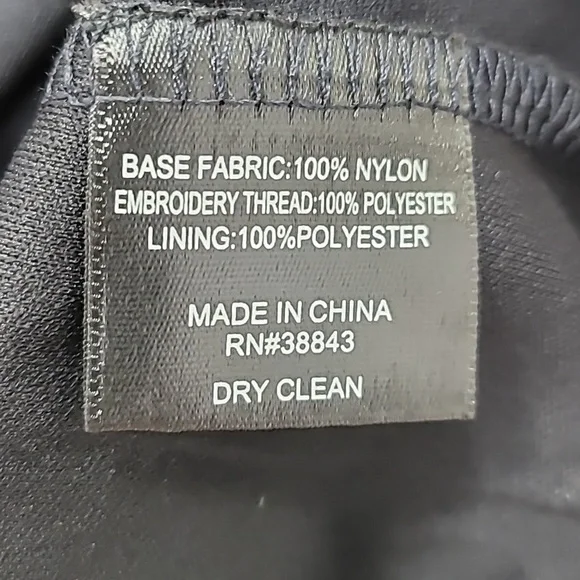 BASE FABRIC:100% NYLON
EMBROIDERY THREAD:100% POLYESTER
LINING:100%POLYESTER
MADE IN CHINA
RN#38843
DRY CLEAN